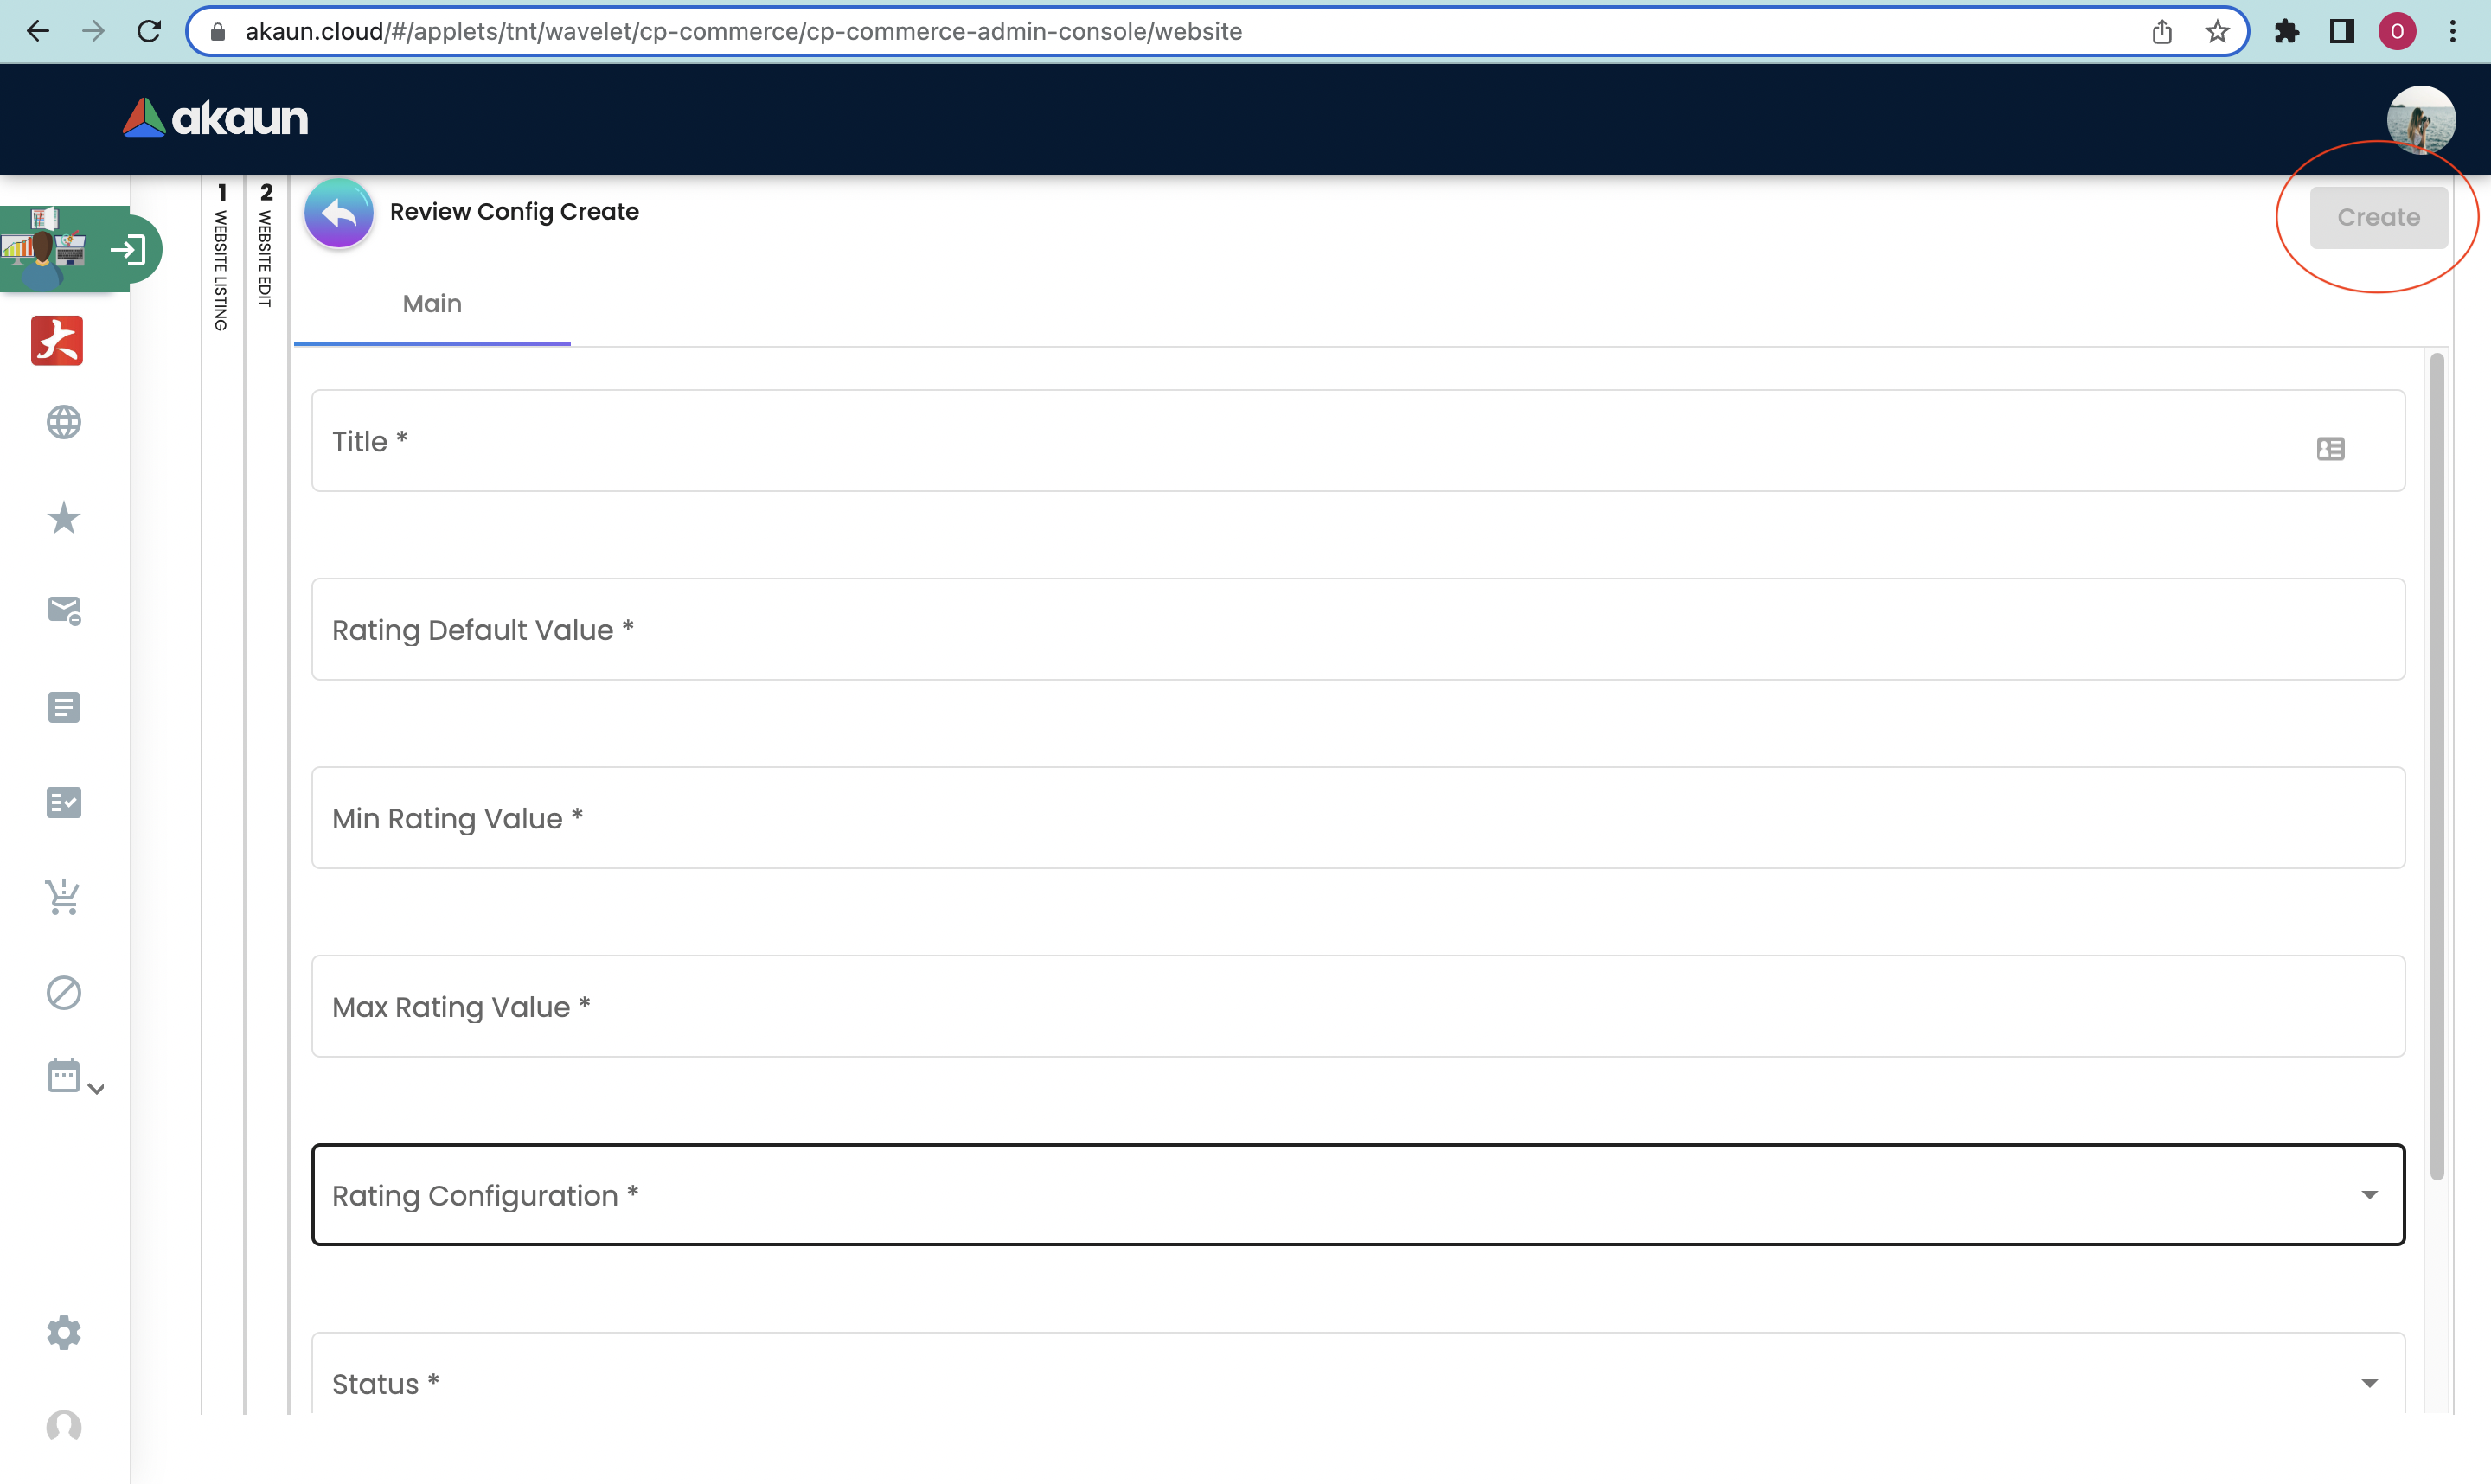 akaun.cloud/#/applets/tnt/wavelet/cp-commerce/cp-commerce-admin-console/website
O
akaun
1
WEBSITE LISTING
2
WEBSITE EDIT
Review Config Create
Create
Main
Title *
Rating Default Value *
Min Rating Value *
Max Rating Value *
Rating Configuration *
Status *